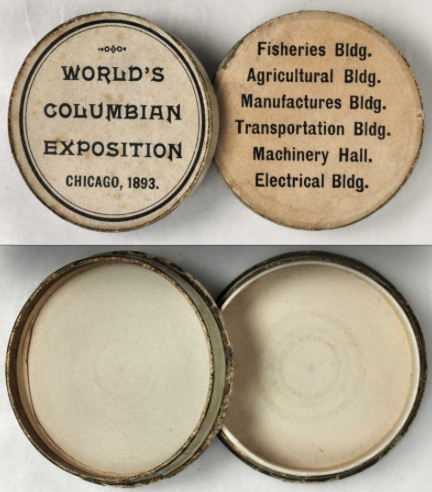 WORLD'S
COLUMBIAN
EXPOSITION
CHICAGO, 1893.
Fisheries Bldg.
Agricultural Bldg.
Manufactures Bldg.
Transportation Bldg.
Machinery Hall.
Electrical Bldg.